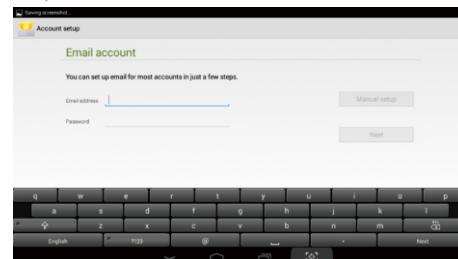 Saving screenshot...
Account setup
Email account
You can set up email for most accounts in just a few steps.
Email address
Manual setup
Password
Next
q w e r t y u i o p
a s d f g h j k l
z x c v b n m
English ?123 @ . Next